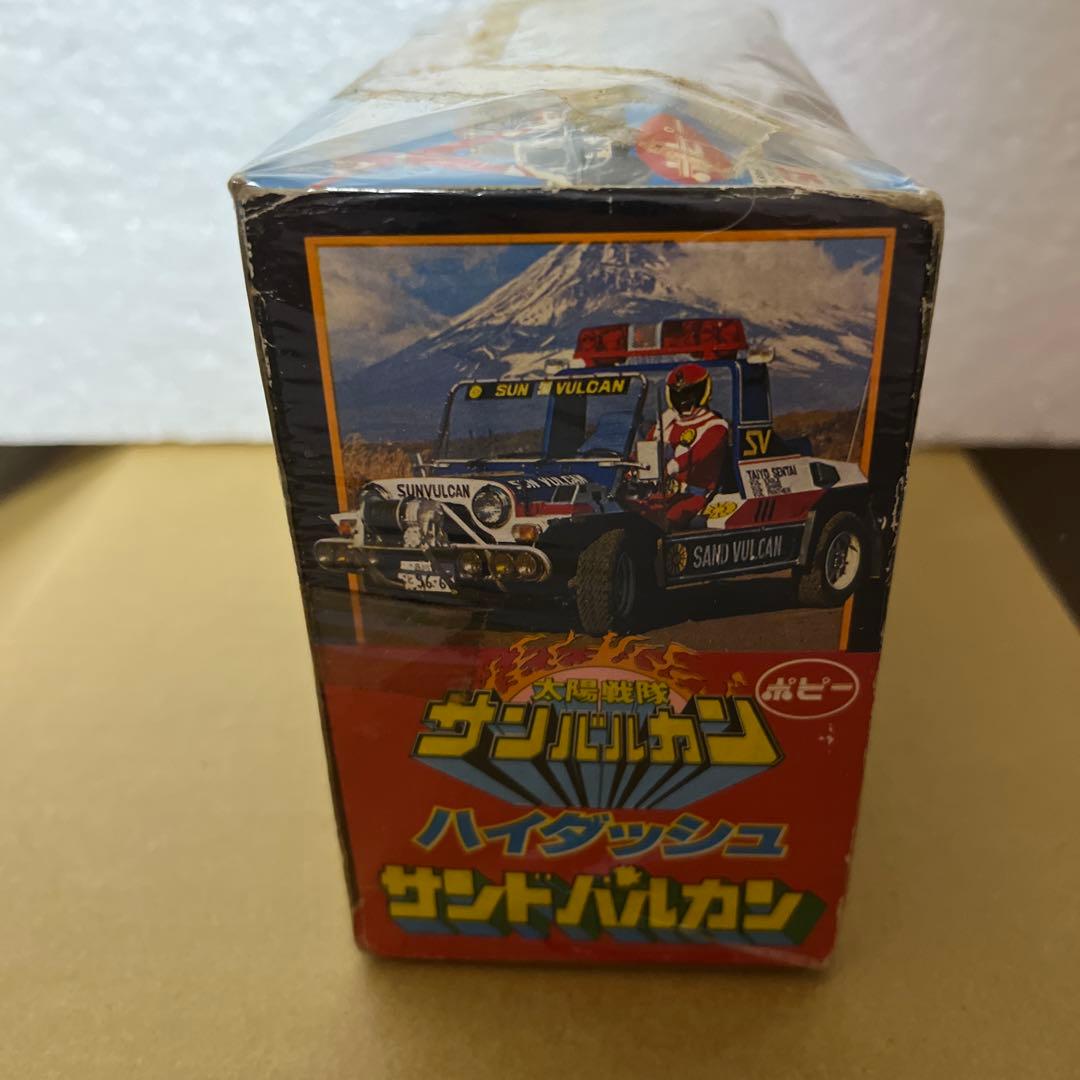 SUN VULCAN
SV
SUNVULCAN
SUN VULCAN
TAIYO SENTAI
SAND VULCAN
太陽戦隊
サンバルカン
ポピー
ハイダッシュ
サンドバルカン